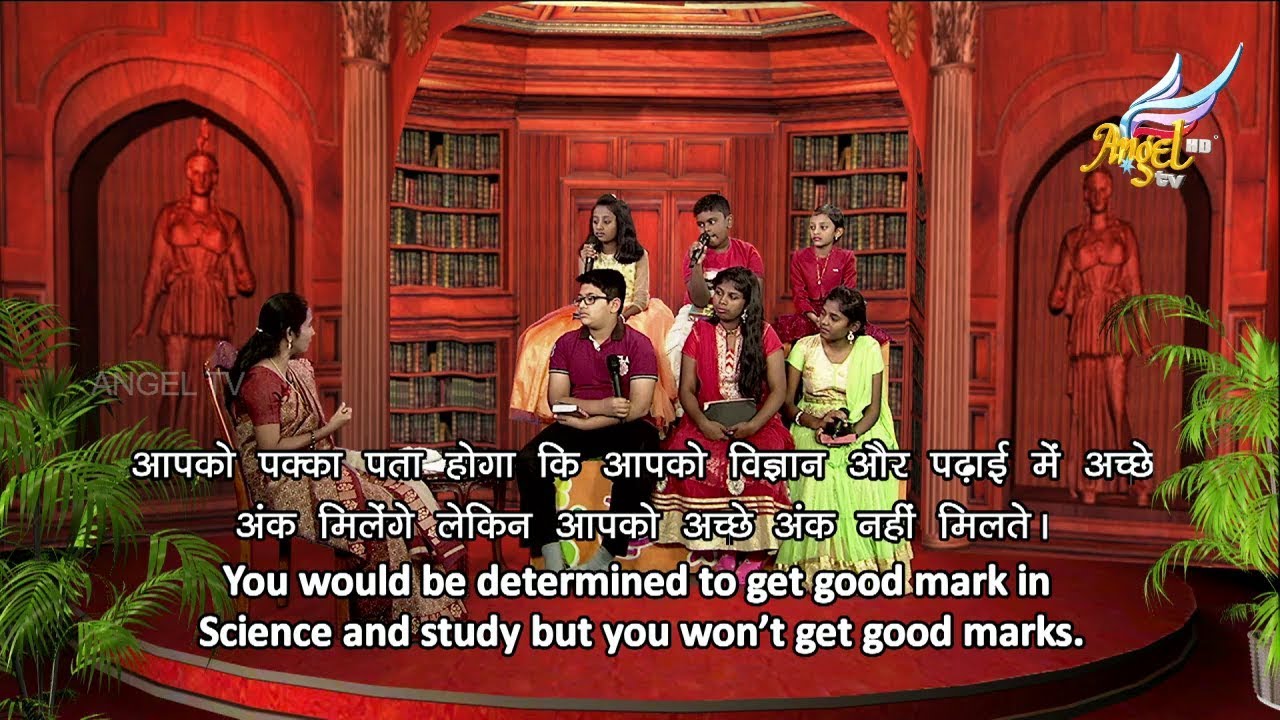 Angel HD
tv
ANGEL TV
आपको पक्का पता होगा कि आपको विज्ञान और पढ़ाई में अच्छे
अंक मिलेंगे लेकिन आपको अच्छे अंक नहीं मिलते।
You would be determined to get good mark in
Science and study but you won't get good marks.